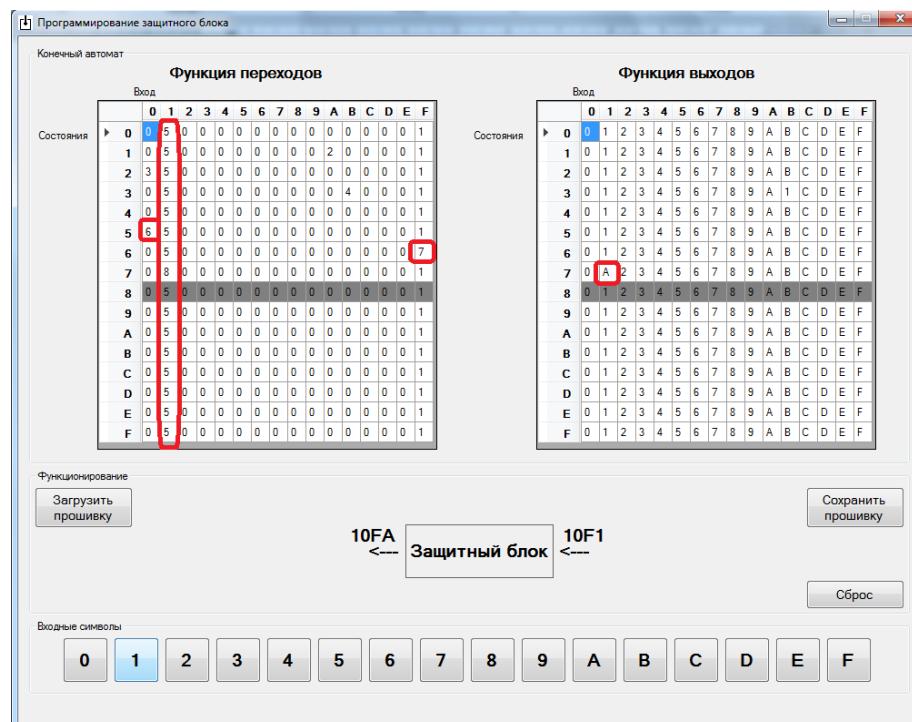 Программирование защитного блока
Конечный автомат
Функция переходов
Вход
0 1 2 3 4 5 6 7 8 9 A B C D E F
Состояния
0 0 5 0 0 0 0 0 0 0 0 0 0 0 0 0 1
1 0 5 0 0 0 0 0 0 0 0 2 0 0 0 0 1
2 3 5 0 0 0 0 0 0 0 0 0 0 0 0 0 1
3 0 5 0 0 0 0 0 0 0 0 0 4 0 0 0 1
4 0 5 0 0 0 0 0 0 0 0 0 0 0 0 0 1
5 6 5 0 0 0 0 0 0 0 0 0 0 0 0 0 1
6 0 5 0 0 0 0 0 0 0 0 0 0 0 0 0 7
7 0 8 0 0 0 0 0 0 0 0 0 0 0 0 0 1
8 0 5 0 0 0 0 0 0 0 0 0 0 0 0 0 1
9 0 5 0 0 0 0 0 0 0 0 0 0 0 0 0 1
A 0 5 0 0 0 0 0 0 0 0 0 0 0 0 0 1
B 0 5 0 0 0 0 0 0 0 0 0 0 0 0 0 1
C 0 5 0 0 0 0 0 0 0 0 0 0 0 0 0 1
D 0 5 0 0 0 0 0 0 0 0 0 0 0 0 0 1
E 0 5 0 0 0 0 0 0 0 0 0 0 0 0 0 1
F 0 5 0 0 0 0 0 0 0 0 0 0 0 0 0 1
Функция выходов
Вход
0 1 2 3 4 5 6 7 8 9 A B C D E F
Состояния
0 0 1 2 3 4 5 6 7 8 9 A B C D E F
1 0 1 2 3 4 5 6 7 8 9 A B C D E F
2 0 1 2 3 4 5 6 7 8 9 A B C D E F
3 0 1 2 3 4 5 6 7 8 9 A 1 C D E F
4 0 1 2 3 4 5 6 7 8 9 A B C D E F
5 0 1 2 3 4 5 6 7 8 9 A B C D E F
6 0 1 2 3 4 5 6 7 8 9 A B C D E F
7 0 A 2 3 4 5 6 7 8 9 A B C D E F
8 0 1 2 3 4 5 6 7 8 9 A B C D E F
9 0 1 2 3 4 5 6 7 8 9 A B C D E F
A 0 1 2 3 4 5 6 7 8 9 A B C D E F
B 0 1 2 3 4 5 6 7 8 9 A B C D E F
C 0 1 2 3 4 5 6 7 8 9 A B C D E F
D 0 1 2 3 4 5 6 7 8 9 A B C D E F
E 0 1 2 3 4 5 6 7 8 9 A B C D E F
F 0 1 2 3 4 5 6 7 8 9 A B C D E F
Функционирование
Загрузить
прошивку
10FA
<---
Защитный блок
10F1
<---
Сохранить
прошивку
Сброс
Входные символы
0 1 2 3 4 5 6 7 8 9 A B C D E F